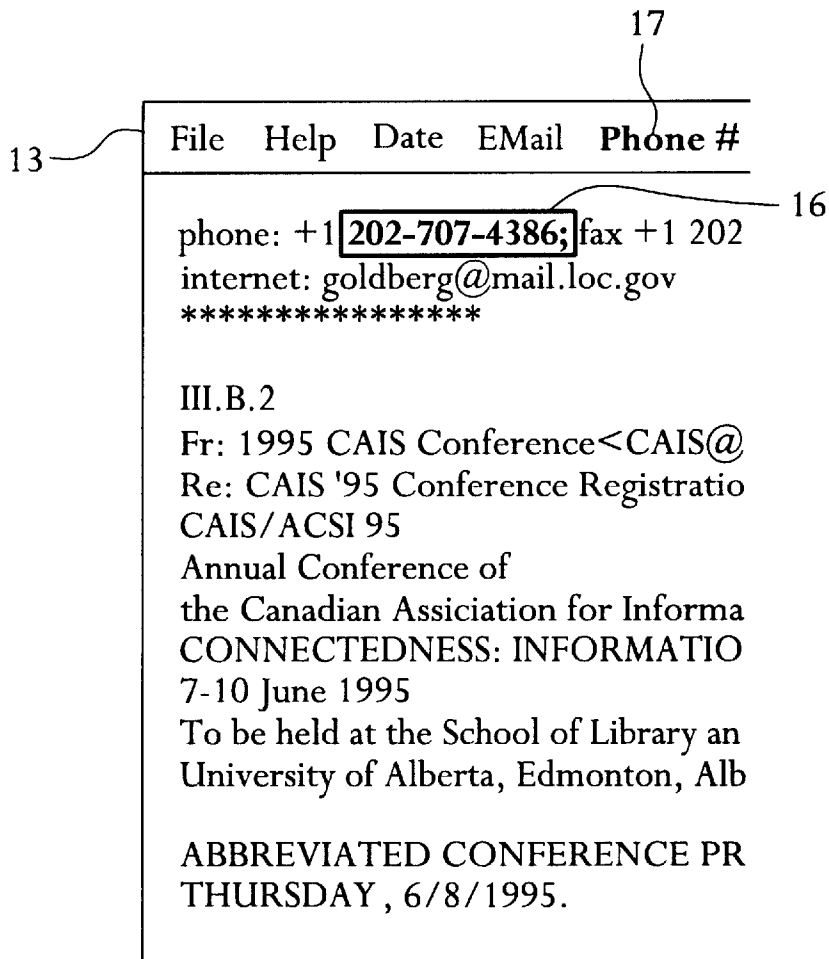 17
13
File Help Date EMail Phone #
16
phone: +1 202-707-4386; fax +1 202
internet: goldberg@mail.loc.gov
****************
III.B.2
Fr: 1995 CAIS Conference<CAIS@
Re: CAIS '95 Conference Registratio
CAIS/ACSI 95
Annual Conference of
the Canadian Assiciation for Informa
CONNECTEDNESS: INFORMATIO
7-10 June 1995
To be held at the School of Library an
University of Alberta, Edmonton, Alb
ABBREVIATED CONFERENCE PR
THURSDAY , 6/8/1995.